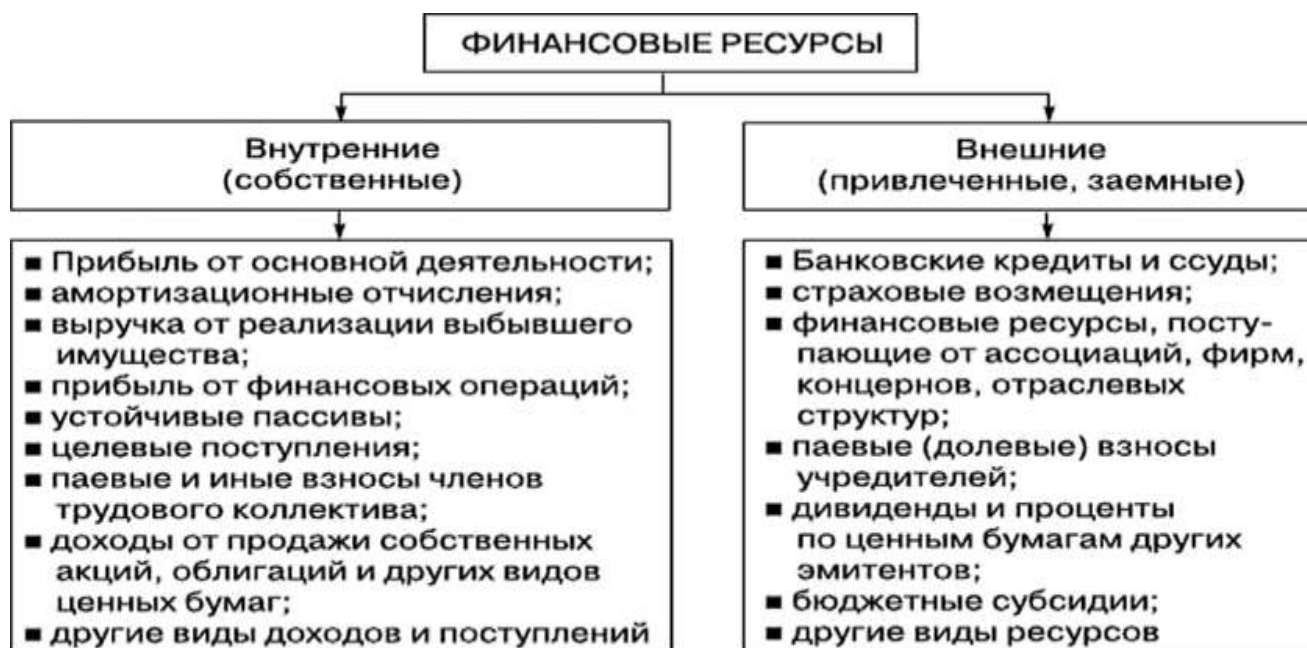 ФИНАНСОВЫЕ РЕСУРСЫ
Внутренние
(собственные)
■ Прибыль от основной деятельности;
■ амортизационные отчисления;
■ выручка от реализации выбывшего
имущества;
■ прибыль от финансовых операций;
■ устойчивые пассивы;
■ целевые поступления;
■ паевые и иные взносы членов
трудового коллектива;
■ доходы от продажи собственных
акций, облигаций и других видов
ценных бумаг;
■ другие виды доходов и поступлений
Внешние
(привлеченные, заемные)
■ Банковские кредиты и ссуды;
■ страховые возмещения;
■ финансовые ресурсы, посту-
пающие от ассоциаций, фирм,
концернов, отраслевых
структур;
■ паевые (долевые) взносы
учредителей;
■ дивиденды и проценты
по ценным бумагам других
эмитентов;
■ бюджетные субсидии;
■ другие виды ресурсов